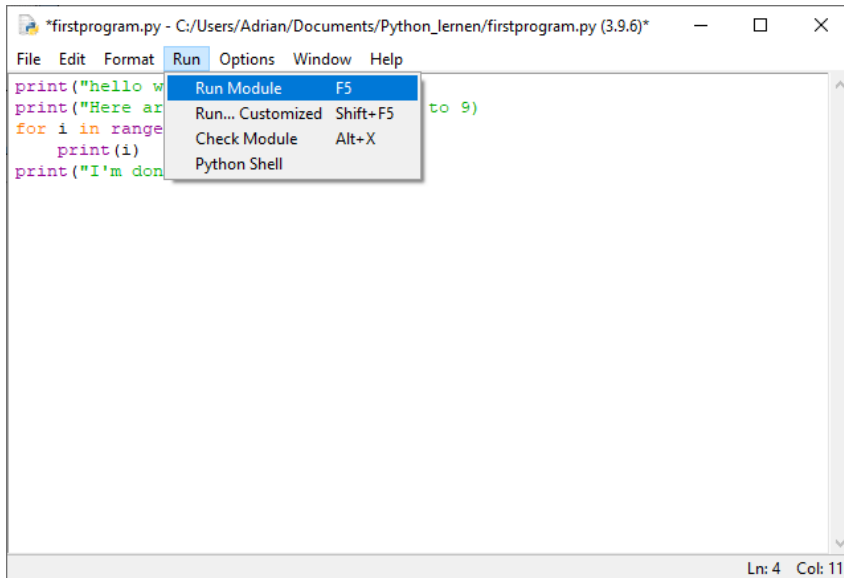 *firstprogram.py - C:/Users/Adrian/Documents/Python_lernen/firstprogram.py (3.9.6)*
File Edit Format Run Options Window Help
print("hello w
print("Here ar
to 9)
for i in range
print(i)
print("I'm don
Run Module F5
Run... Customized Shift+F5
Check Module Alt+X
Python Shell
Ln: 4 Col: 11